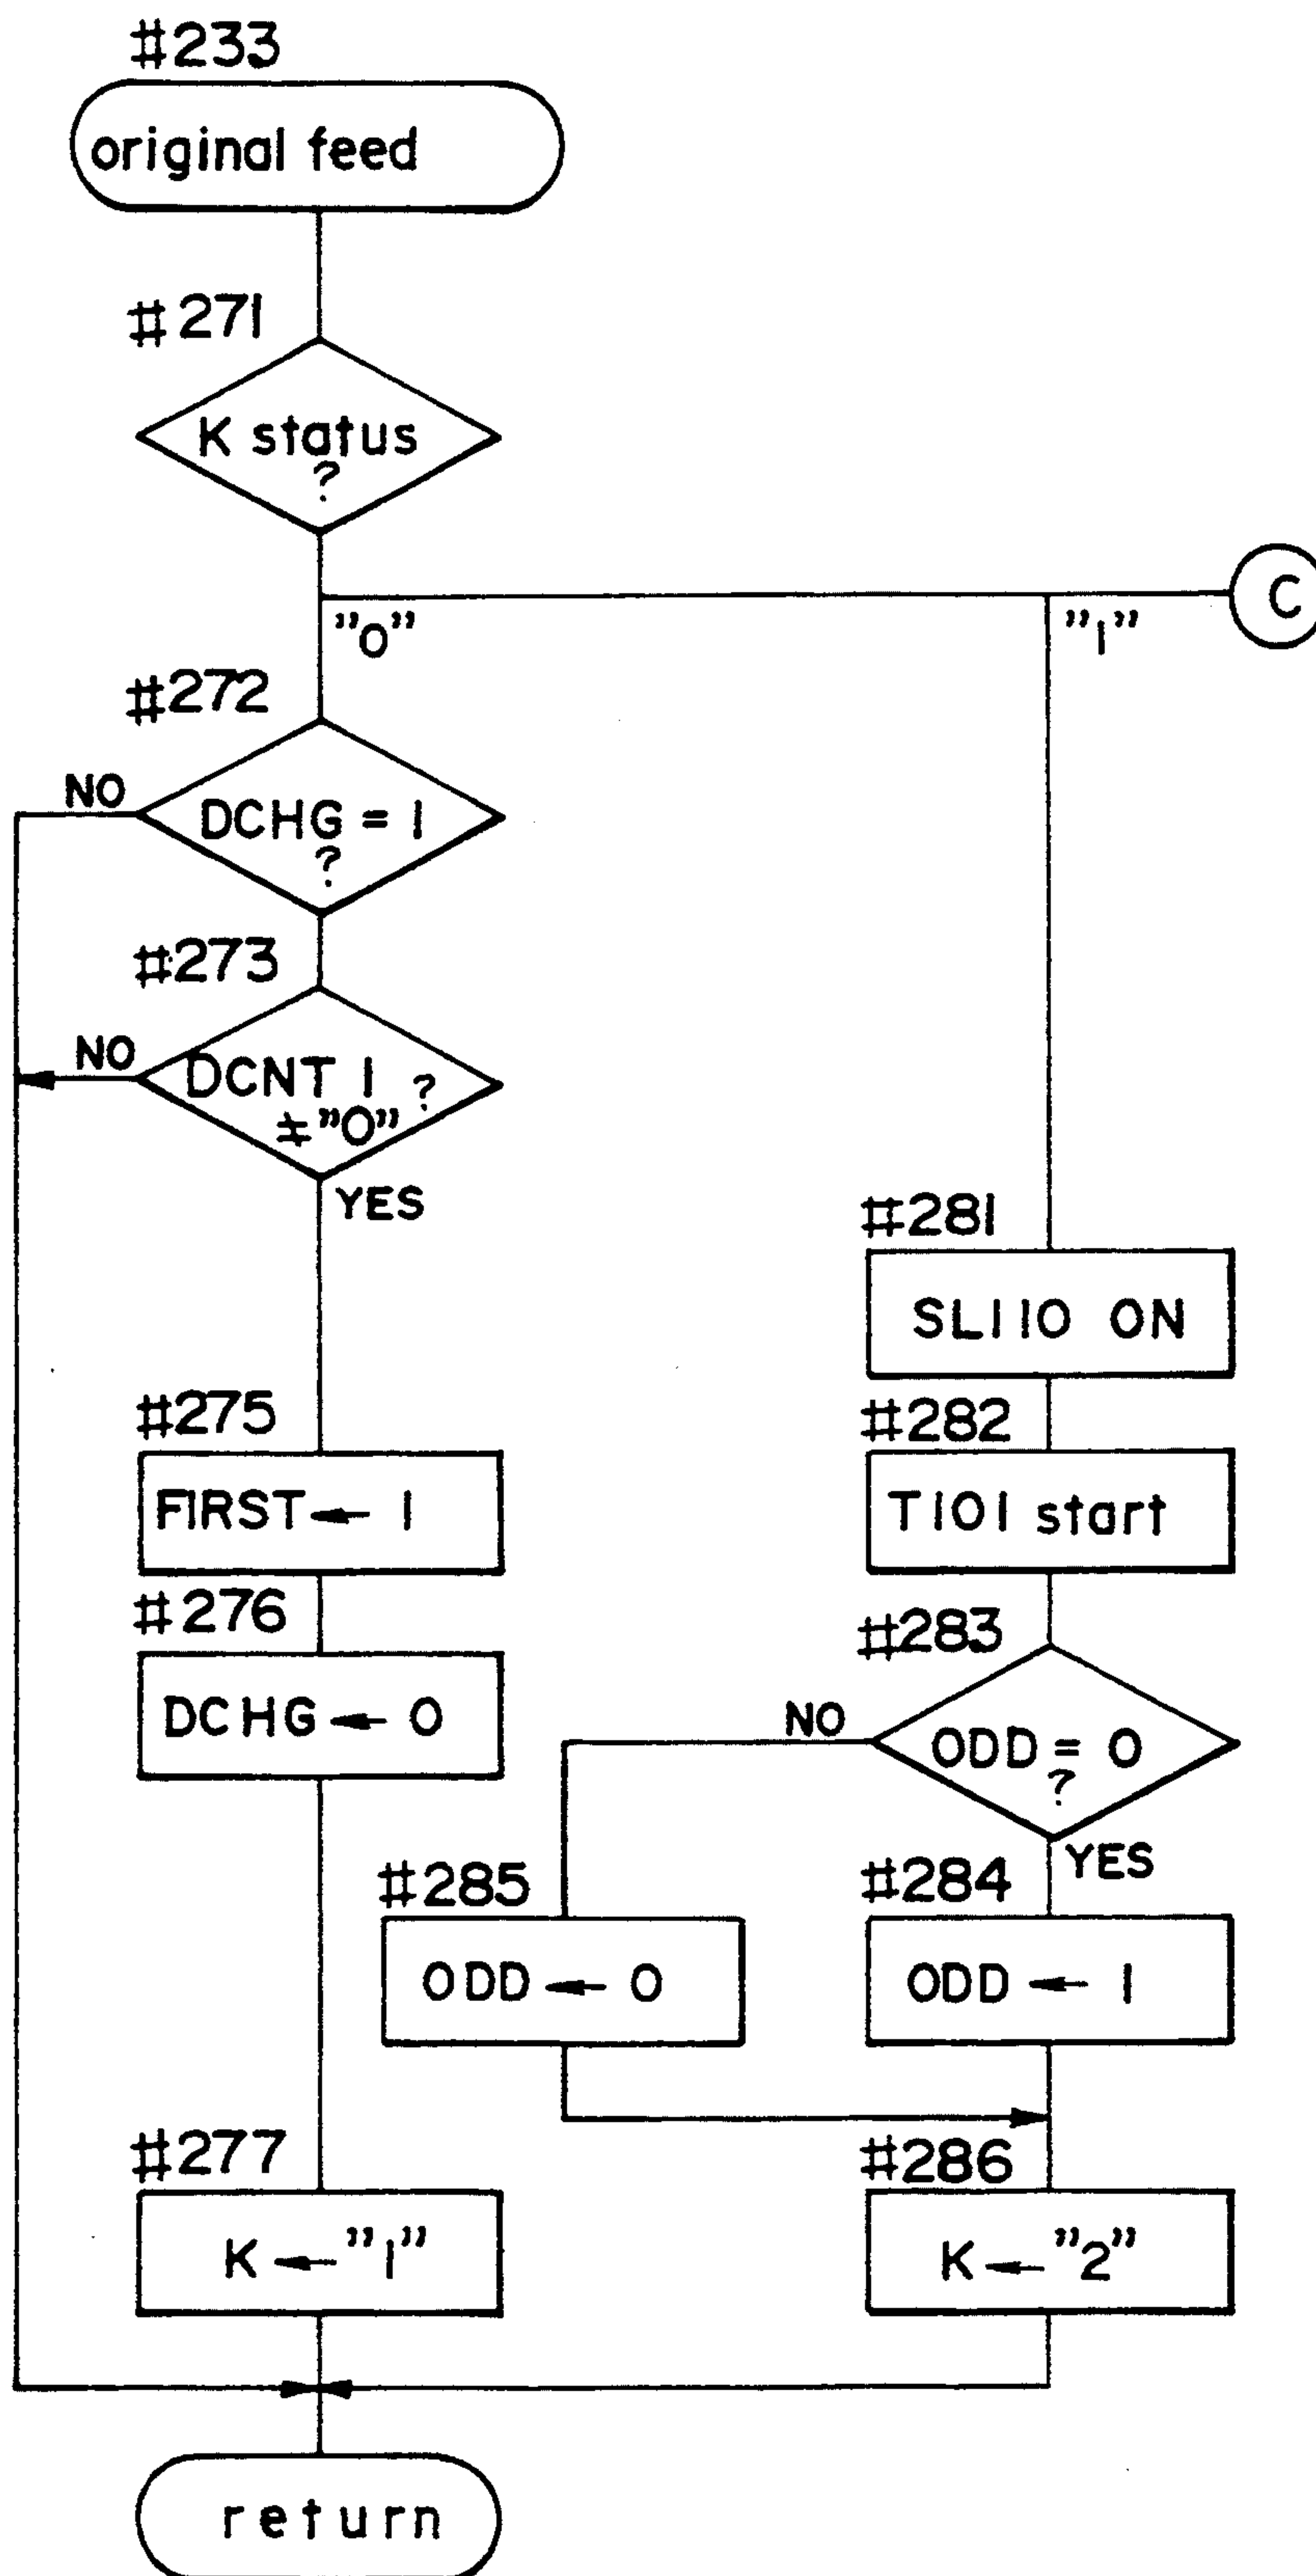 #233
original feed
#271
K status
?
"0"
"1"
C
#272
NO
DCHG = 1
?
#273
NO
DCNT 1 ?
≠"0"
YES
#275
FIRST ← 1
#276
DCHG ← 0
#277
K ← "1"
#281
SL110 ON
#282
T101 start
#283
NO
ODD = 0
?
YES
#285
ODD ← 0
#284
ODD ← 1
#286
K ← "2"
return